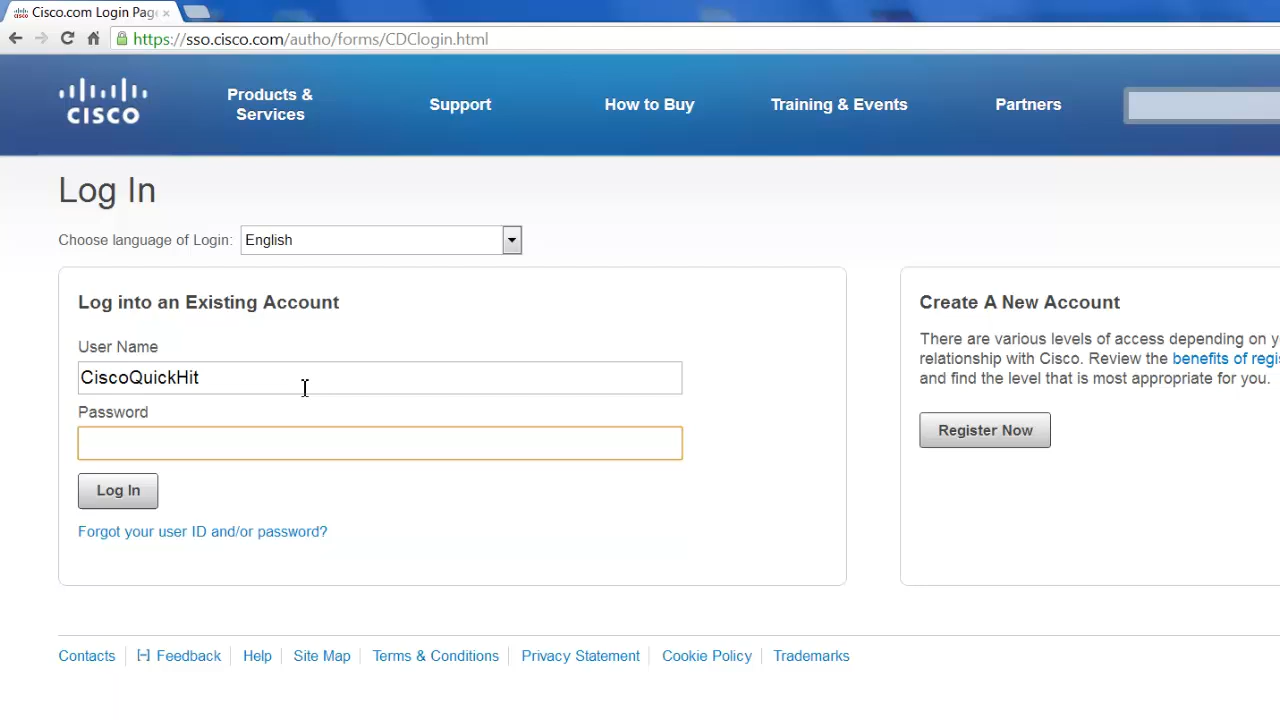 Cisco.com Login Pag
https://sso.cisco.com/autho/forms/CDClogin.html
CISCO
Products &
Services
Support
How to Buy
Training & Events
Partners
Log In
Choose language of Login:
English
Log into an Existing Account
User Name
CiscoQuickHit
Password
Log In
Forgot your user ID and/or password?
Create A New Account
There are various levels of access depending on y
relationship with Cisco. Review the benefits of regi
and find the level that is most appropriate for you.
Register Now
Contacts
[-] Feedback
Help
Site Map
Terms & Conditions
Privacy Statement
Cookie Policy
Trademarks